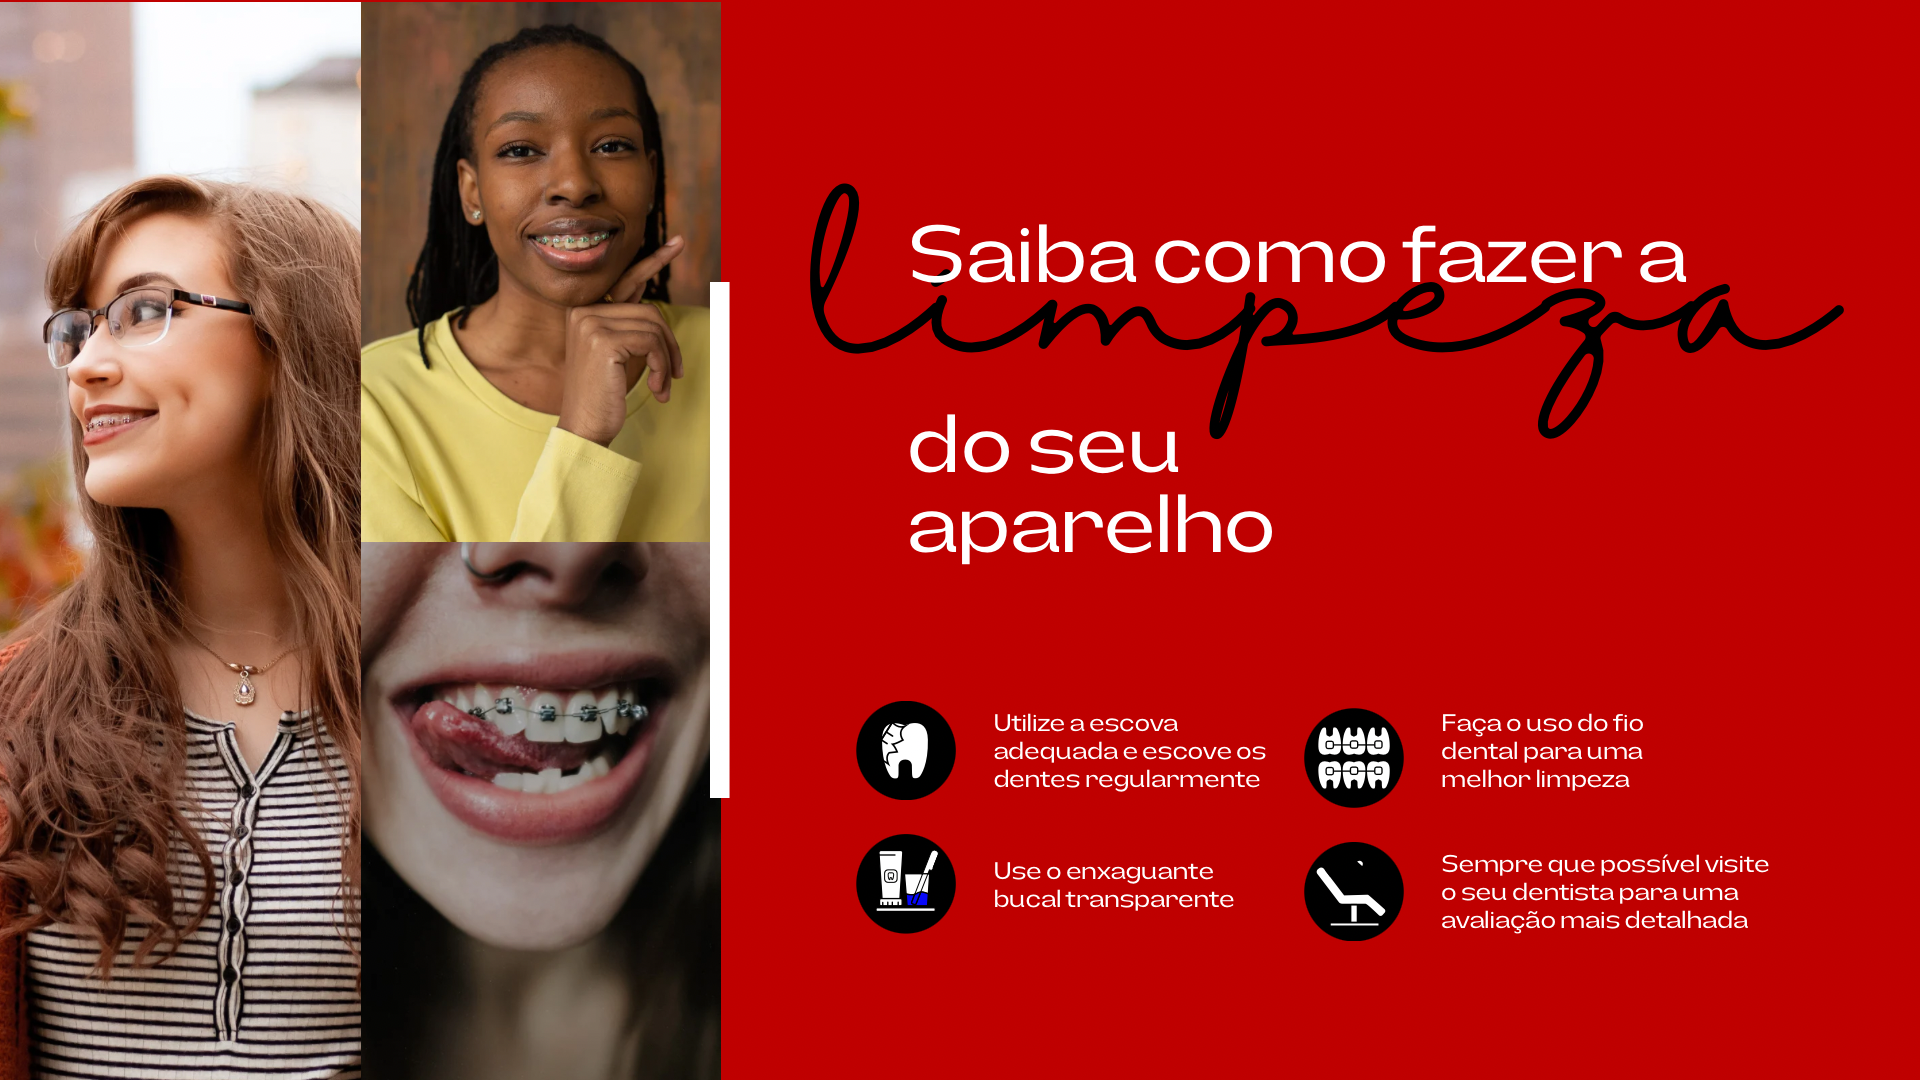 Saiba como fazer a
limpeza
do seu
aparelho
Utilize a escova
adequada e escove os
dentes regularmente
Faça o uso do fio
dental para uma
melhor limpeza
Use o enxaguante
bucal transparente
Sempre que possível visite
o seu dentista para uma
avaliação mais detalhada